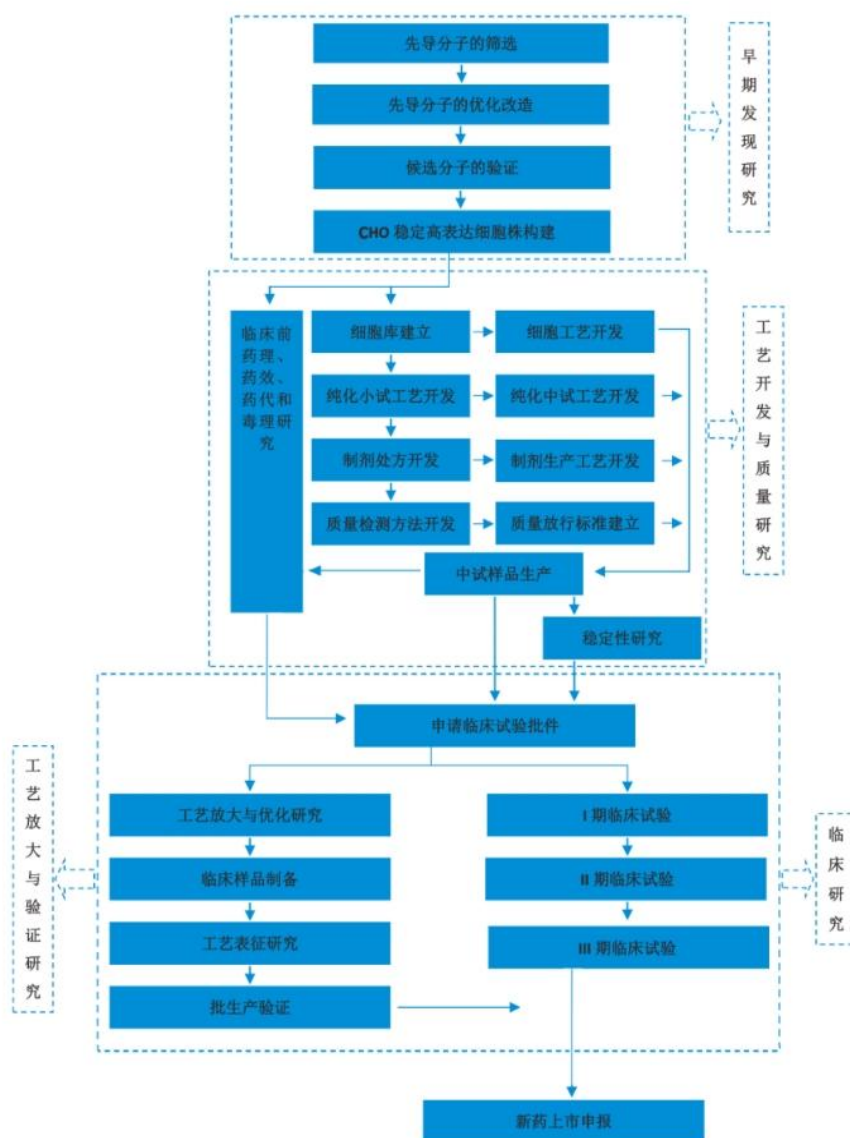 先导分子的筛选
先导分子的优化改造
候选分子的验证
CHO 稳定高表达细胞株构建
早
期
发
现
研
究
临床前
药理、
药效、
药代和
毒理研
究
细胞库建立
细胞工艺开发
纯化小试工艺开发
纯化中试工艺开发
制剂处方开发
制剂生产工艺开发
质量检测方法开发
质量放行标准建立
中试样品生产
稳定性研究
工
艺
开
发
与
质
量
研
究
申请临床试验批件
工
艺
放
大
与
验
证
研
究
工艺放大与优化研究
临床样品制备
工艺表征研究
批生产验证
I 期临床试验
II 期临床试验
III 期临床试验
临
床
研
究
新药上市申报